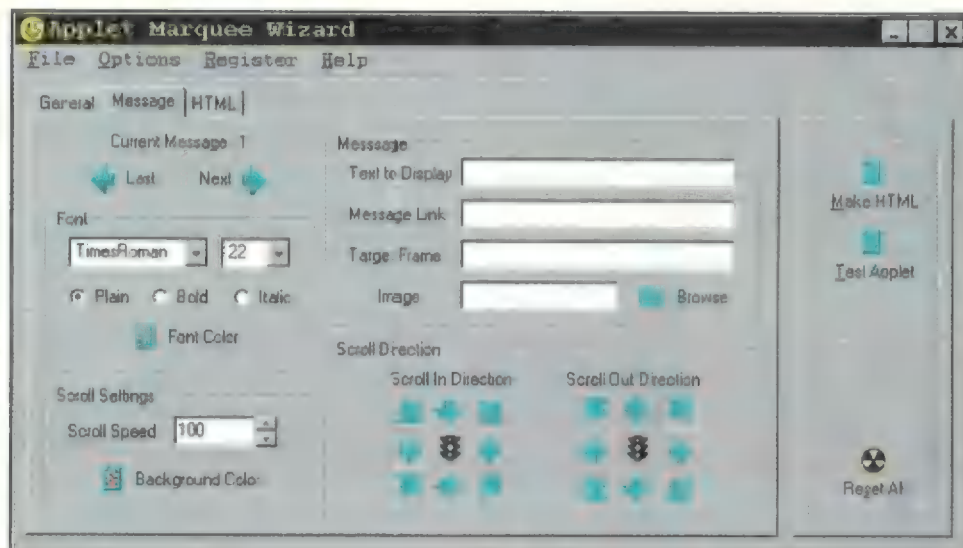 Applet Marquee Wizard
File Options Register Help
General Message HTML
Current Message 1
Last Next
Font
TimesRoman 22
Plain Bold Italic
Font Color
Scroll Settings
Scroll Speed 100
Background Color
Message
Text to Display
Message Link
Target Frame
Image Browse
Scroll Direction
Scroll In Direction Scroll Out Direction
Make HTML
Test Applet
Reset All